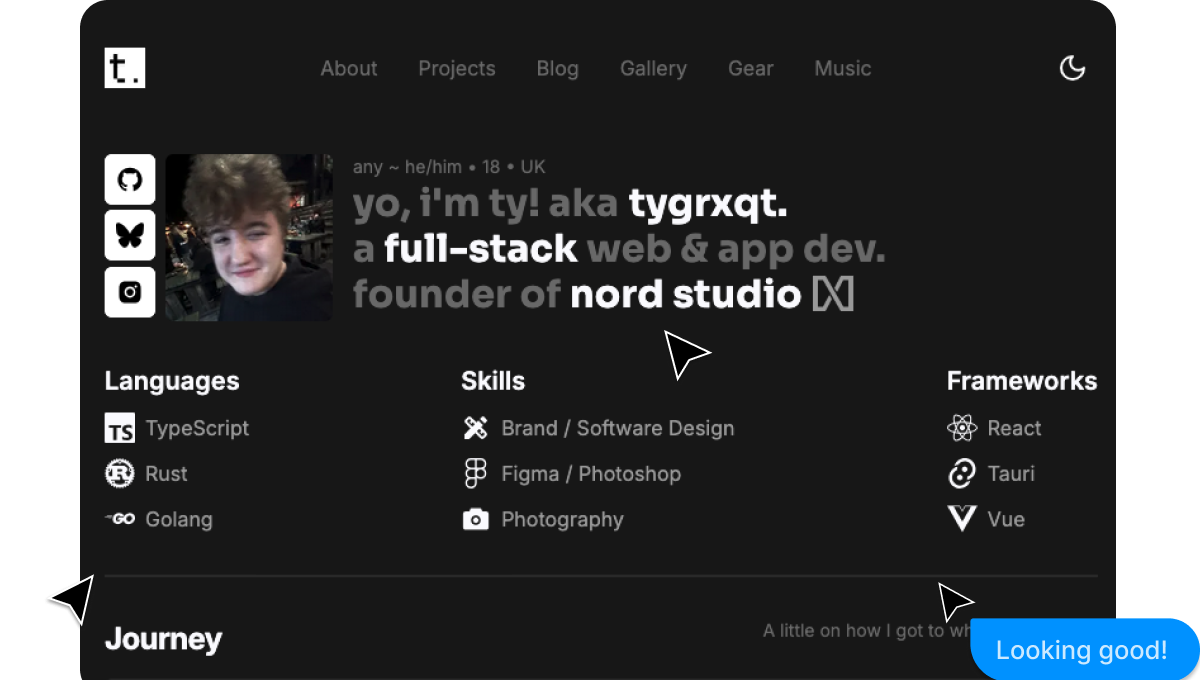 t.
About Projects Blog Gallery Gear Music
any ~ he/him • 18 • UK
yo, i'm ty! aka tygrxqt.
a full-stack web & app dev.
founder of nord studio
Languages Skills Frameworks
TS TypeScript Brand / Software Design React
R Rust Figma / Photoshop Tauri
GO Golang Photography Vue
Journey
A little on how I got to
Looking good!